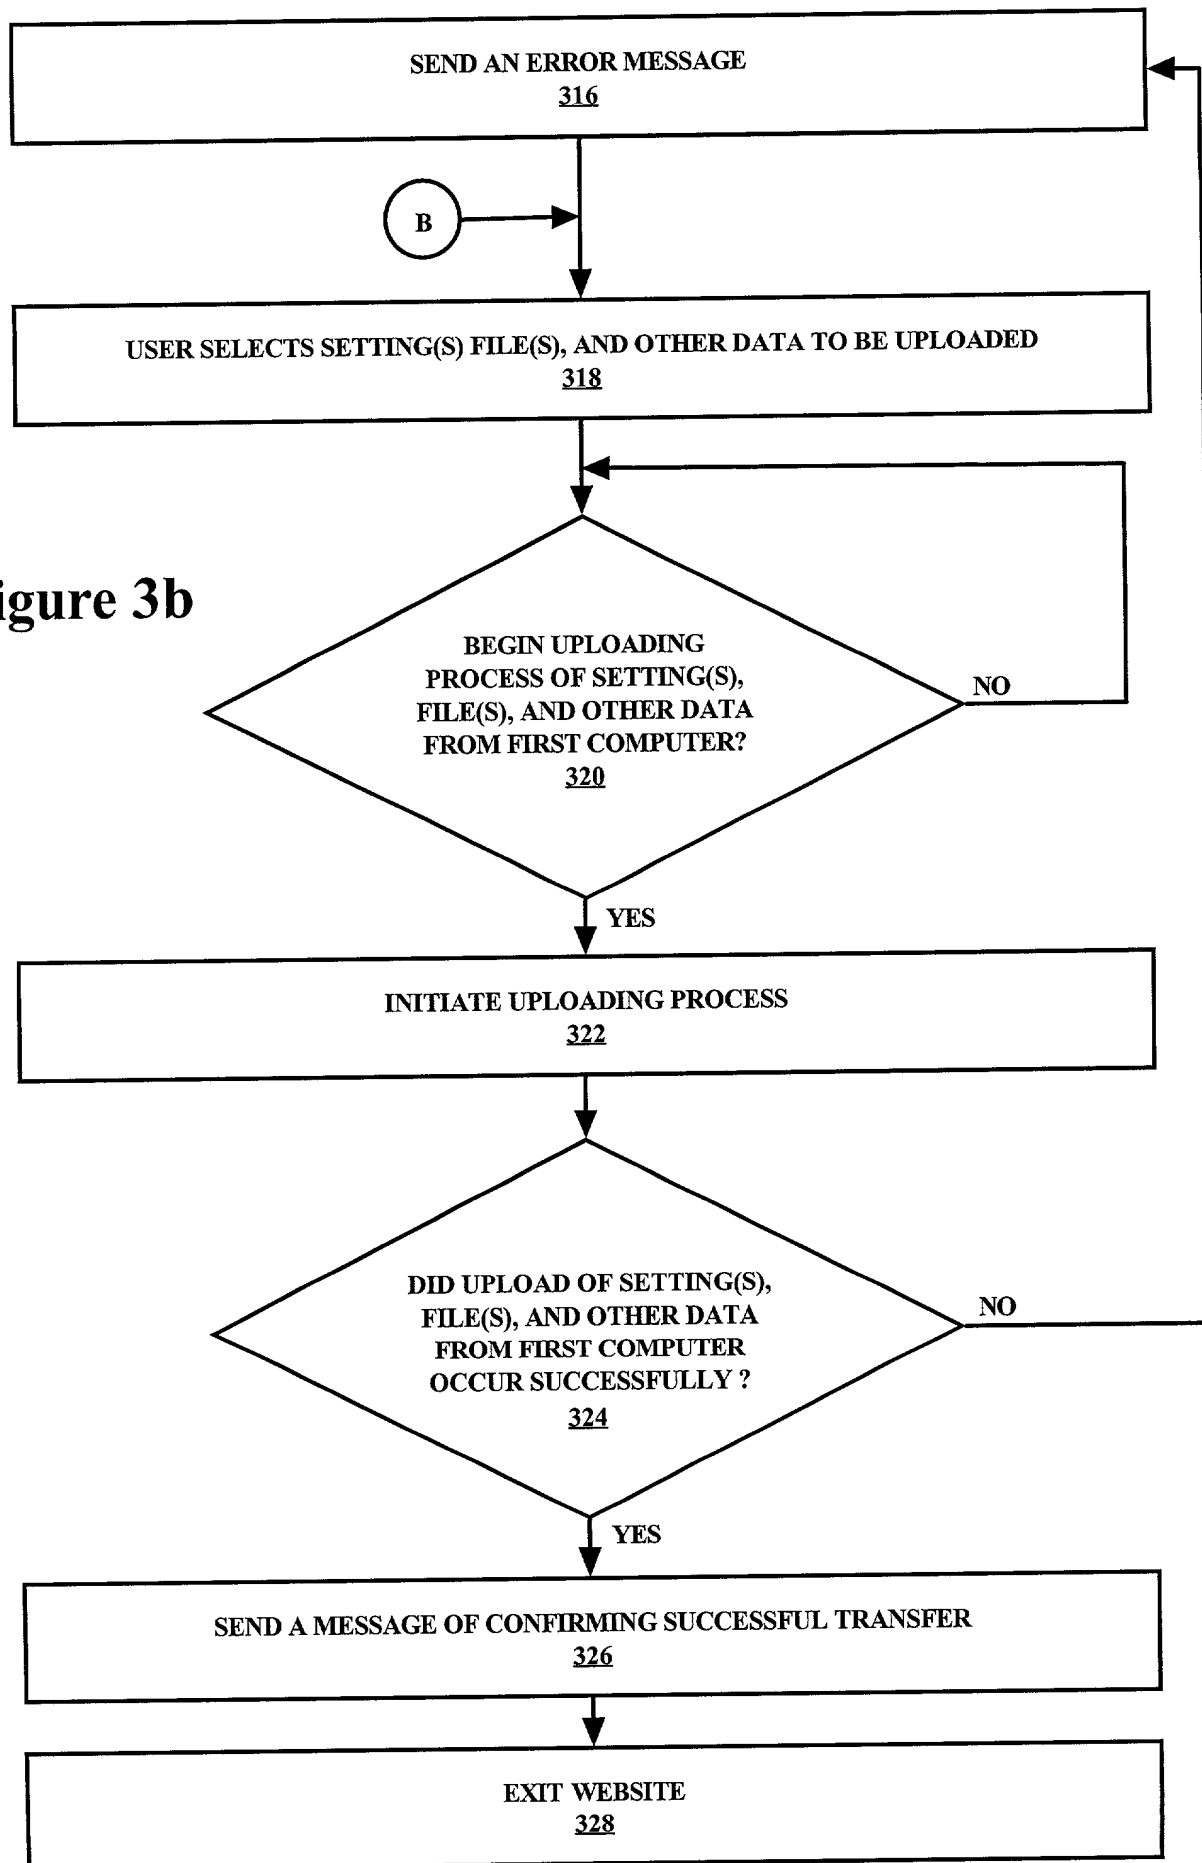 SEND AN ERROR MESSAGE
316
B
USER SELECTS SETTING(S) FILE(S), AND OTHER DATA TO BE UPLOADED
318
igure 3b
BEGIN UPLOADING
PROCESS OF SETTING(S),
FILE(S), AND OTHER DATA
FROM FIRST COMPUTER?
320
NO
YES
INITIATE UPLOADING PROCESS
322
DID UPLOAD OF SETTING(S),
FILE(S), AND OTHER DATA
FROM FIRST COMPUTER
OCCUR SUCCESSFULLY ?
324
NO
YES
SEND A MESSAGE OF CONFIRMING SUCCESSFUL TRANSFER
326
EXIT WEBSITE
328